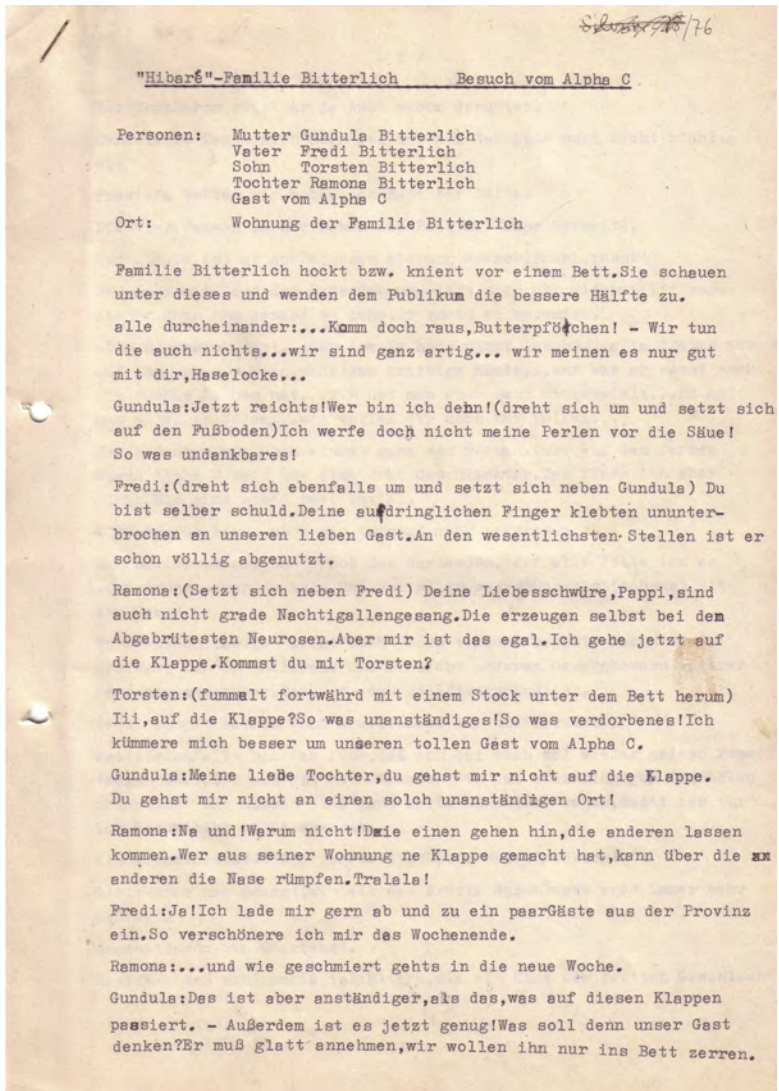 /76
"Hibaré"-Familie Bitterlich Besuch vom Alpha C
Personen: Mutter Gundula Bitterlich
Vater Fredi Bitterlich
Sohn Torsten Bitterlich
Tochter Ramona Bitterlich
Gast vom Alpha C
Ort: Wohnung der Familie Bitterlich
Familie Bitterlich hockt bzw. kniet vor einem Bett.Sie schauen
unter dieses und wenden dem Publikum die bessere Hälfte zu.
alle durcheinander:...Komm doch raus,Butterpfötchen! - Wir tun
die auch nichts...wir sind ganz artig... wir meinen es nur gut
mit dir,Haselocke...
Gundula:Jetzt reichts!Wer bin ich dehn!(dreht sich um und setzt sich
auf den Fußboden)Ich werfe doch nicht meine Perlen vor die Säue!
So was undankbares!
Fredi:(dreht sich ebenfalls um und setzt sich neben Gundula) Du
bist selber schuld.Deine aufdringlichen Finger klebten ununter-
brochen an unseren lieben Gast.An den wesentlichsten Stellen ist er
schon völlig abgenutzt.
Ramona:(Setzt sich neben Fredi) Deine Liebesschwüre,Pappi,sind
auch nicht grade Nachtigallengesang.Die erzeugen selbst bei dem
Abgebrütesten Neurosen.Aber mir ist das egal.Ich gehe jetzt auf
die Klappe.Kommst du mit Torsten?
Torsten:(fummelt fortwährd mit einem Stock unter dem Bett herum)
Iii,auf die Klappe?So was unanständiges!So was verdorbenes!Ich
kümmere mich besser um unseren tollen Gast vom Alpha C.
Gundula:Meine liebe Tochter,du gehst mir nicht auf die Klappe.
Du gehst mir nicht an einen solch unanständigen Ort!
Ramona:Na und!Warum nicht!Die einen gehen hin,die anderen lassen
kommen.Wer aus seiner Wohnung ne Klappe gemacht hat,kann über die
anderen die Nase rümpfen.Tralala!
Fredi:Ja!Ich lade mir gern ab und zu ein paarGäste aus der Provinz
ein.So verschönere ich mir das Wochenende.
Ramona:...und wie geschmiert gehts in die neue Woche.
Gundula:Das ist aber anständiger,als das,was auf diesen Klappen
passiert. - Außerdem ist es jetzt genug!Was soll denn unser Gast
denken?Er muß glatt annehmen,wir wollen ihn nur ins Bett zerren.